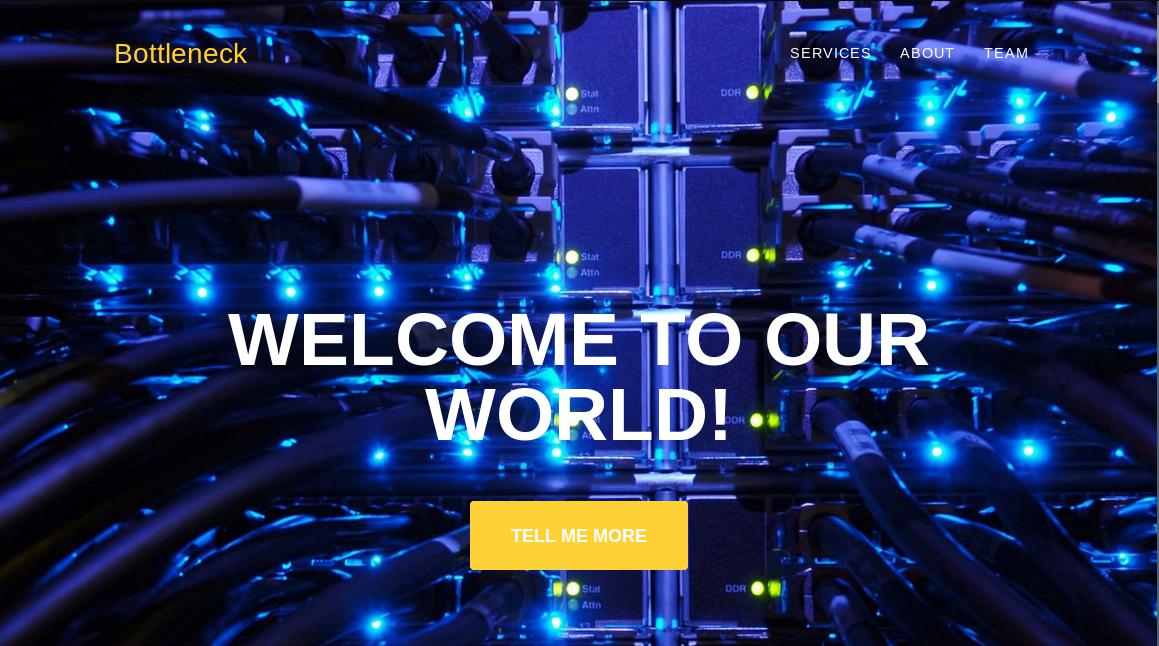 Bottleneck
SERVICES ABOUT TEAM
Stat
Attn
DDR
Stat
Attn
DDR
WELCOME TO OUR
WORLD!
DDR
TELL ME MORE
Stat
Attn
DDR